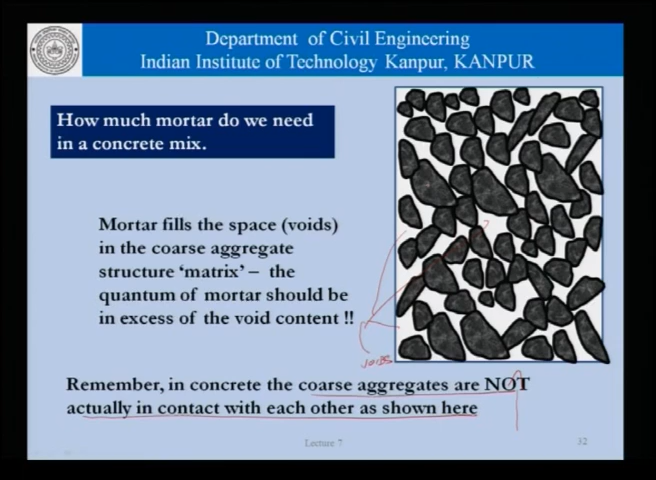 Department of Civil Engineering
Indian Institute of Technology Kanpur, KANPUR
How much mortar do we need
in a concrete mix.
Mortar fills the space (voids)
in the coarse aggregate
structure ‘matrix’ – the
quantum of mortar should be
in excess of the void content !!
voids
Remember, in concrete the coarse aggregates are NOT
actually in contact with each other as shown here
Lecture 7
32